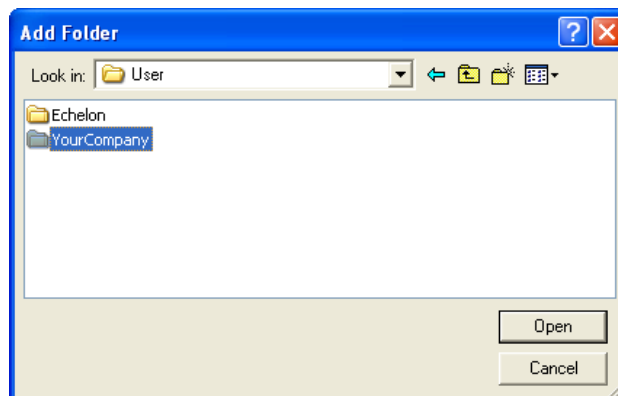 Add Folder
Look in: User
Echelon
YourCompany
Open
Cancel